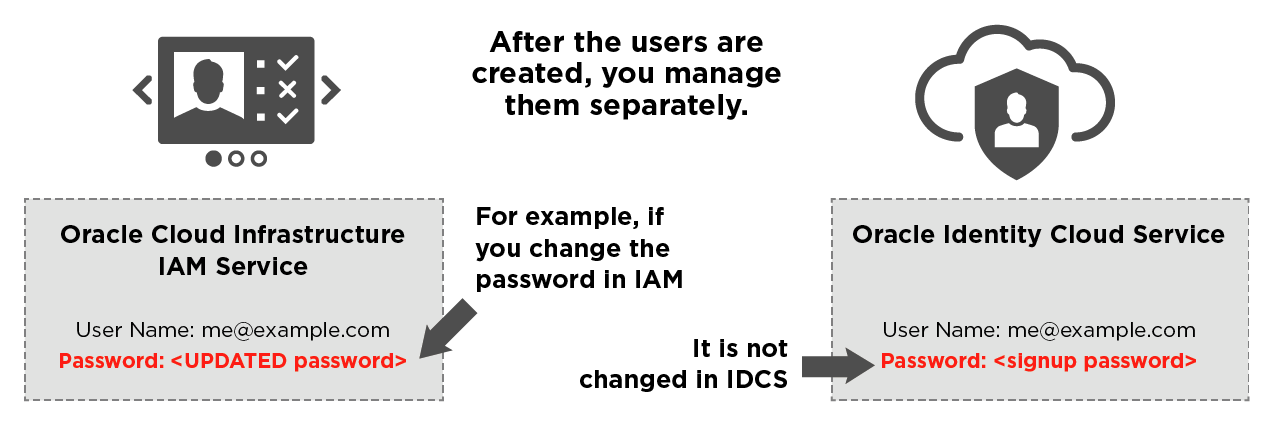 After the users are
created, you manage
them separately.
Oracle Cloud Infrastructure
IAM Service
User Name: me@example.com
Password: <UPDATED password>
For example, if
you change the
password in IAM
It is not
changed in IDCS
Oracle Identity Cloud Service
User Name: me@example.com
Password: <signup password>